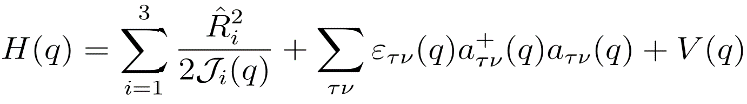 H(q) = \sum_{i=1}^{3} \frac{\hat{R}_i^2}{2\mathcal{J}_i(q)} + \sum_{\tau\nu} \varepsilon_{\tau\nu}(q) a_{\tau\nu}^{+}(q) a_{\tau\nu}(q) + V(q)